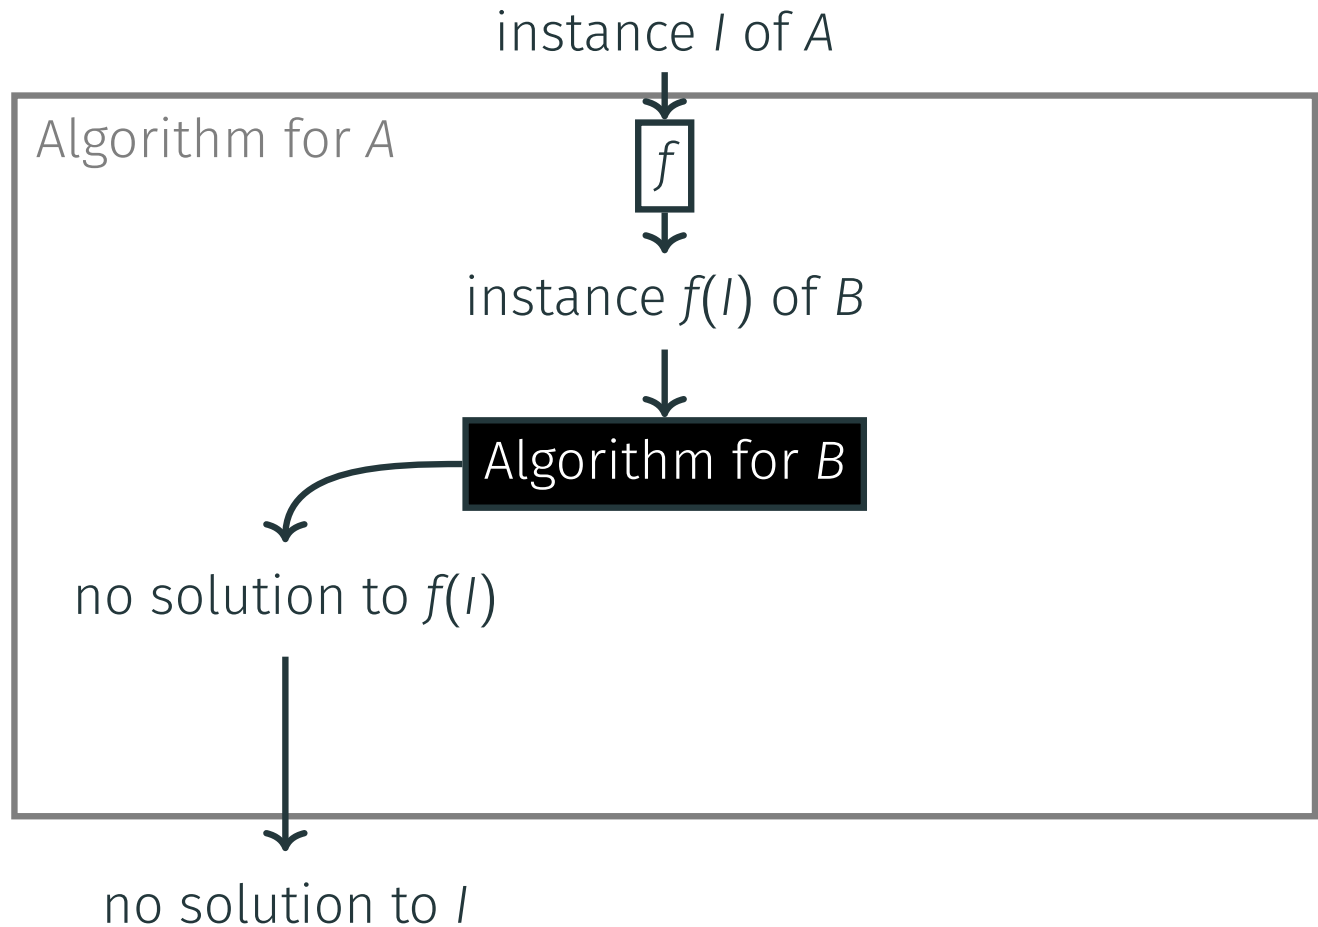 instance I of A
Algorithm for A
f
instance f(I) of B
Algorithm for B
no solution to f(I)
no solution to I